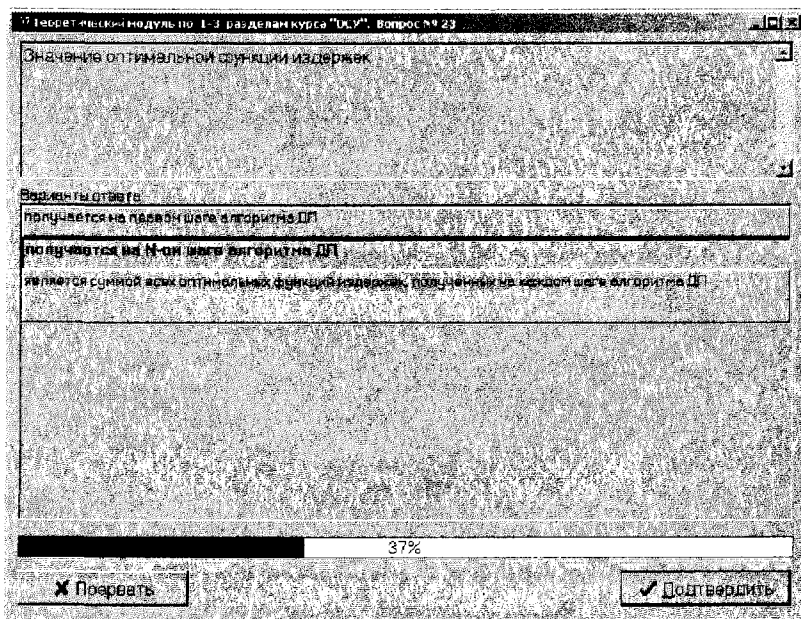 Теоретический модуль по 1-3 разделам курса "ОСУ". Вопрос № 23
Значение оптимальной функции издержек
Варианты ответа
получается на первом шаге алгоритма ДП
получается на N-ом шаге алгоритма ДП
является суммой всех оптимальных функций издержек, полученных на каждом шаге алгоритма ДП
37%
Прервать
Подтвердить